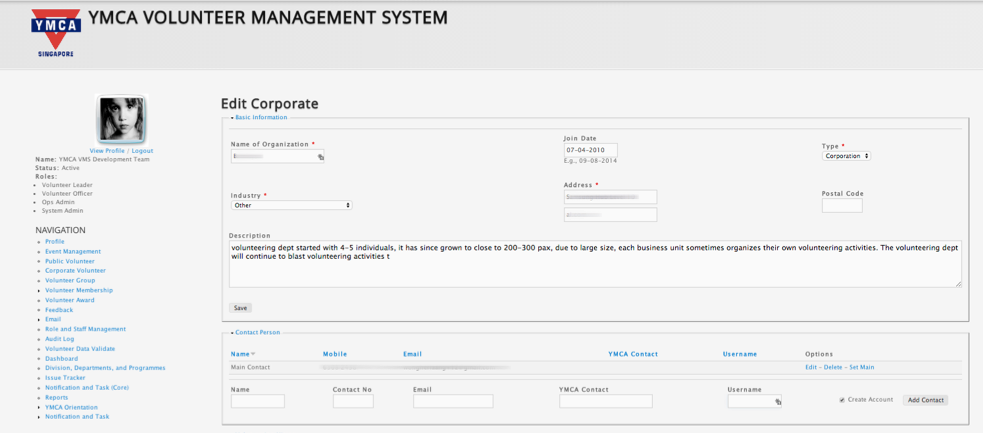 YMCA
SINGAPORE
YMCA VOLUNTEER MANAGEMENT SYSTEM
View Profile / Logout
Name: YMCA VMS Development Team
Status: Active
Roles:
Volunteer Leader
Volunteer Officer
Ops Admin
System Admin
NAVIGATION
Profile
Event Management
Public Volunteer
Corporate Volunteer
Volunteer Group
Volunteer Membership
Volunteer Award
Feedback
Email
Role and Staff Management
Audit Log
Volunteer Data Validate
Dashboard
Division, Departments, and Programmes
Issue Tracker
Notification and Task (Core)
Reports
YMCA Orientation
Notification and Task
Edit Corporate
Basic Information
Name of Organization *
Join Date
07-04-2010
E.g., 09-08-2014
Type *
Corporation
Industry *
Other
Address *
Postal Code
Description
volunteering dept started with 4-5 individuals, it has since grown to close to 200-300 pax, due to large size, each business unit sometimes organizes their own volunteering activities. The volunteering dept
will continue to blast volunteering activities t
Save
Contact Person
Name Mobile Email YMCA Contact Username Options
Main Contact Edit - Delete - Set Main
Name Contact No Email YMCA Contact Username
Create Account Add Contact